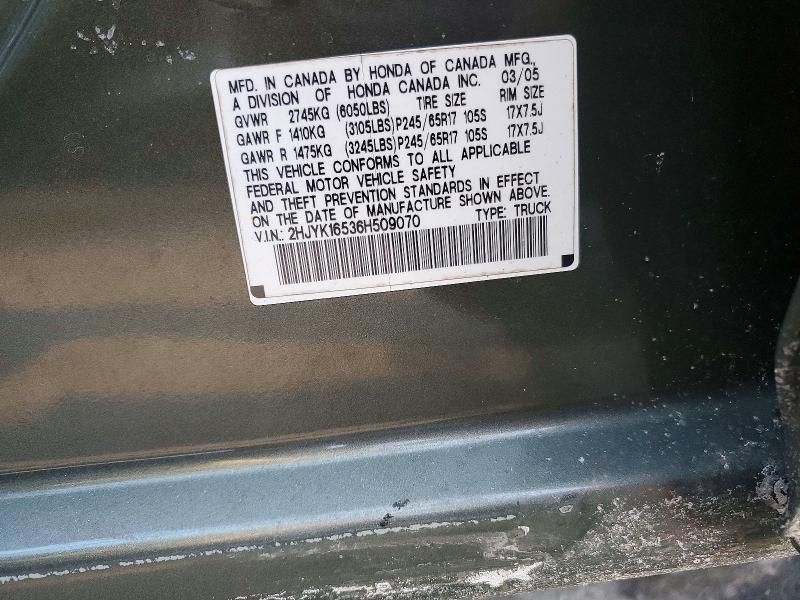 MFD. IN CANADA BY HONDA OF CANADA MFG.,
A DIVISION OF HONDA CANADA INC. 03/05
GVWR 2745KG (6050LBS) TIRE SIZE RIM SIZE
GAWR F 1410KG (3105LBS)P245/65R17 105S 17X7.5J
GAWR R 1475KG (3245LBS)P245/65R17 105S 17X7.5J
THIS VEHICLE CONFORMS TO ALL APPLICABLE
FEDERAL MOTOR VEHICLE SAFETY
AND THEFT PREVENTION STANDARDS IN EFFECT
ON THE DATE OF MANUFACTURE SHOWN ABOVE.
V.I.N.: 2HJYK16536H509070 TYPE: TRUCK